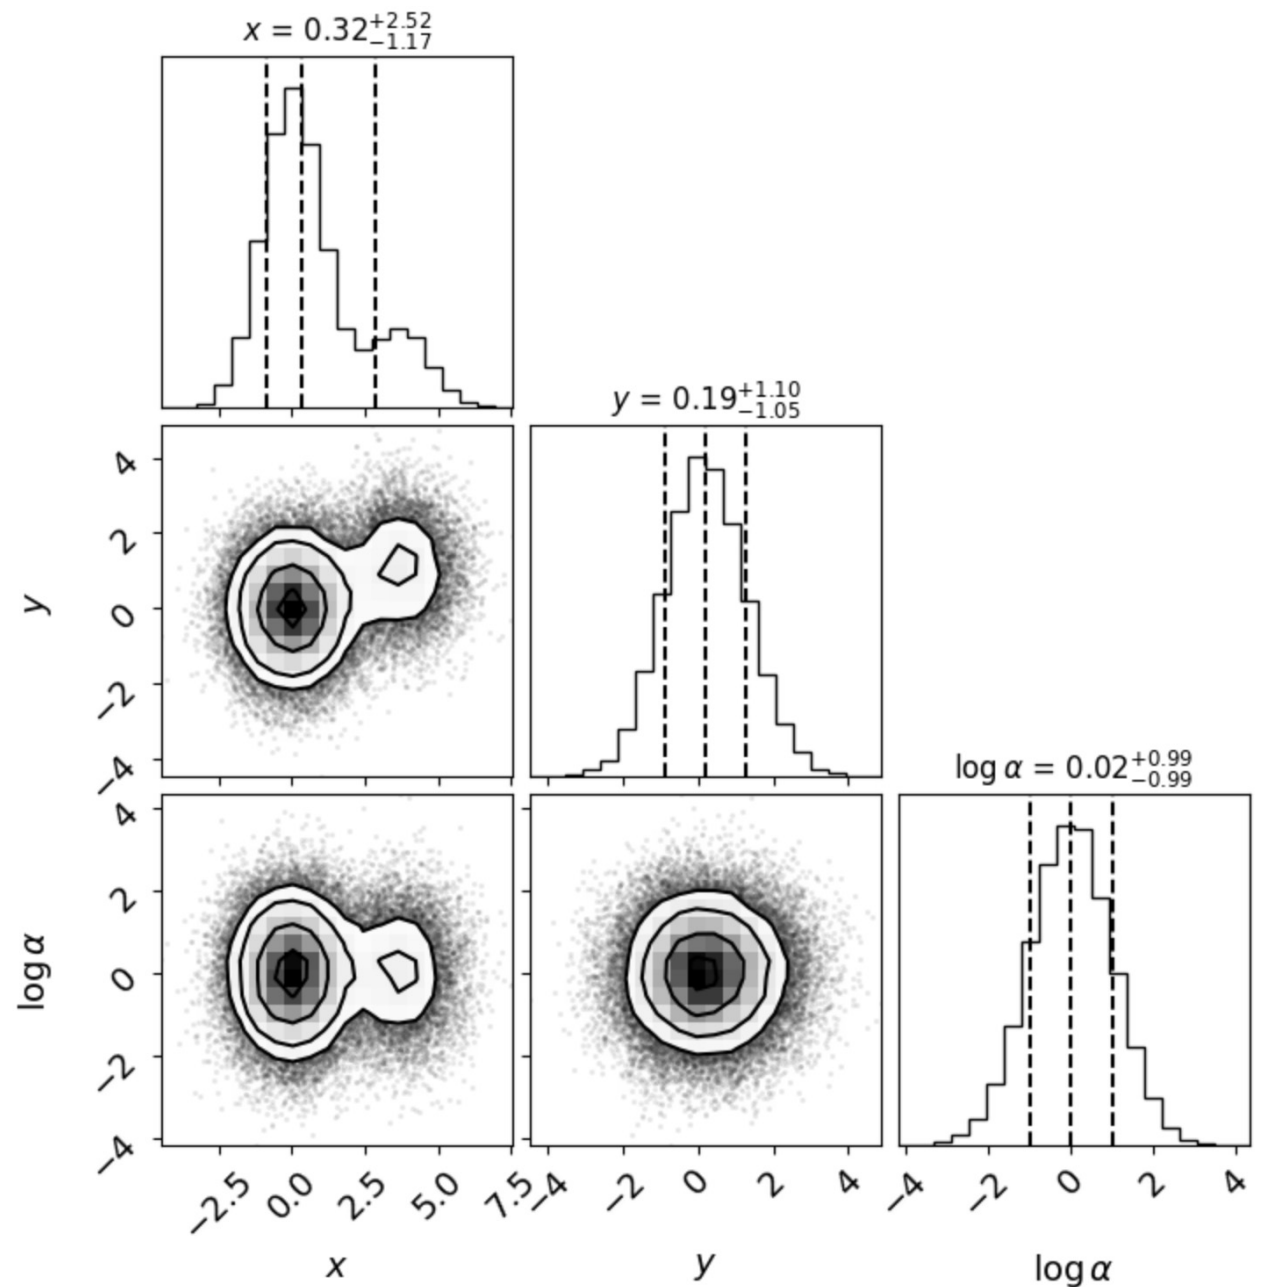 x = 0.32+2.52−1.17
y = 0.19+1.10−1.05
4
2
0
−2
−4
y
log α = 0.02+0.99−0.99
4
2
0
−2
−4
log α
−2.5 0.0 2.5 5.0 7.5
−4 −2 0 2 4
−4 −2 0 2 4
x y log α